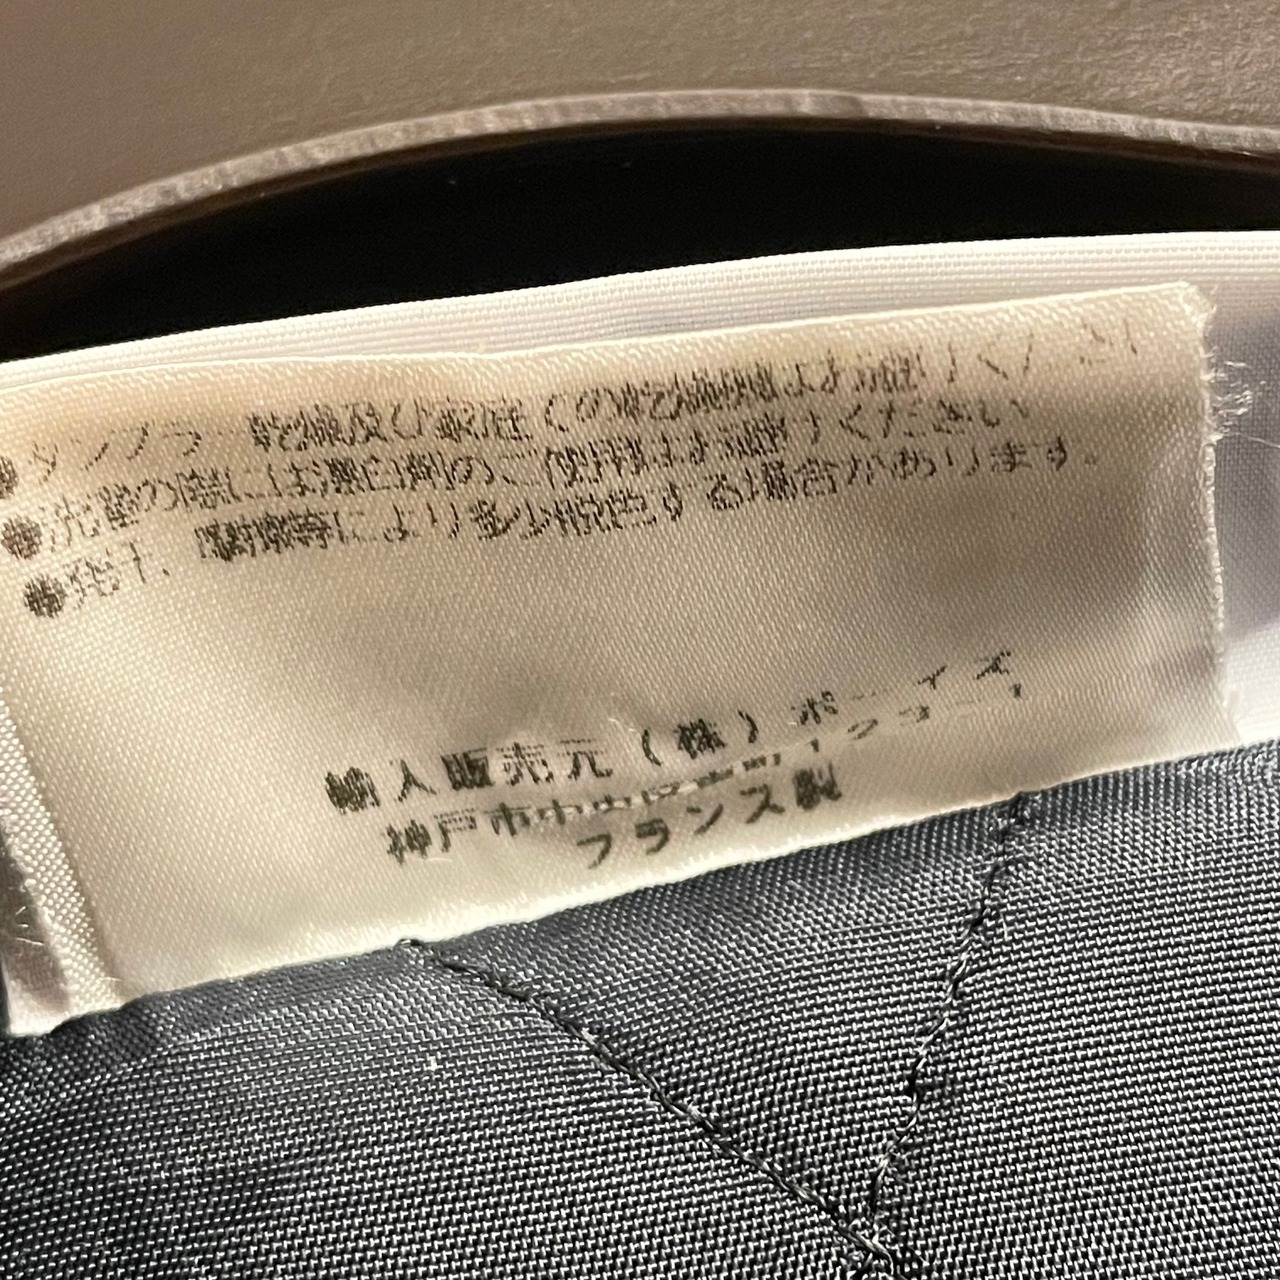 ●タンブラー乾燥及び家庭での乾燥機はお避けください
●洗濯の際には漂白剤のご使用はお避けください
●発汗、摩擦等により多少脱色する場合があります。
輸入販売元(株)ボーイズ
神戸市中央区
フランス製